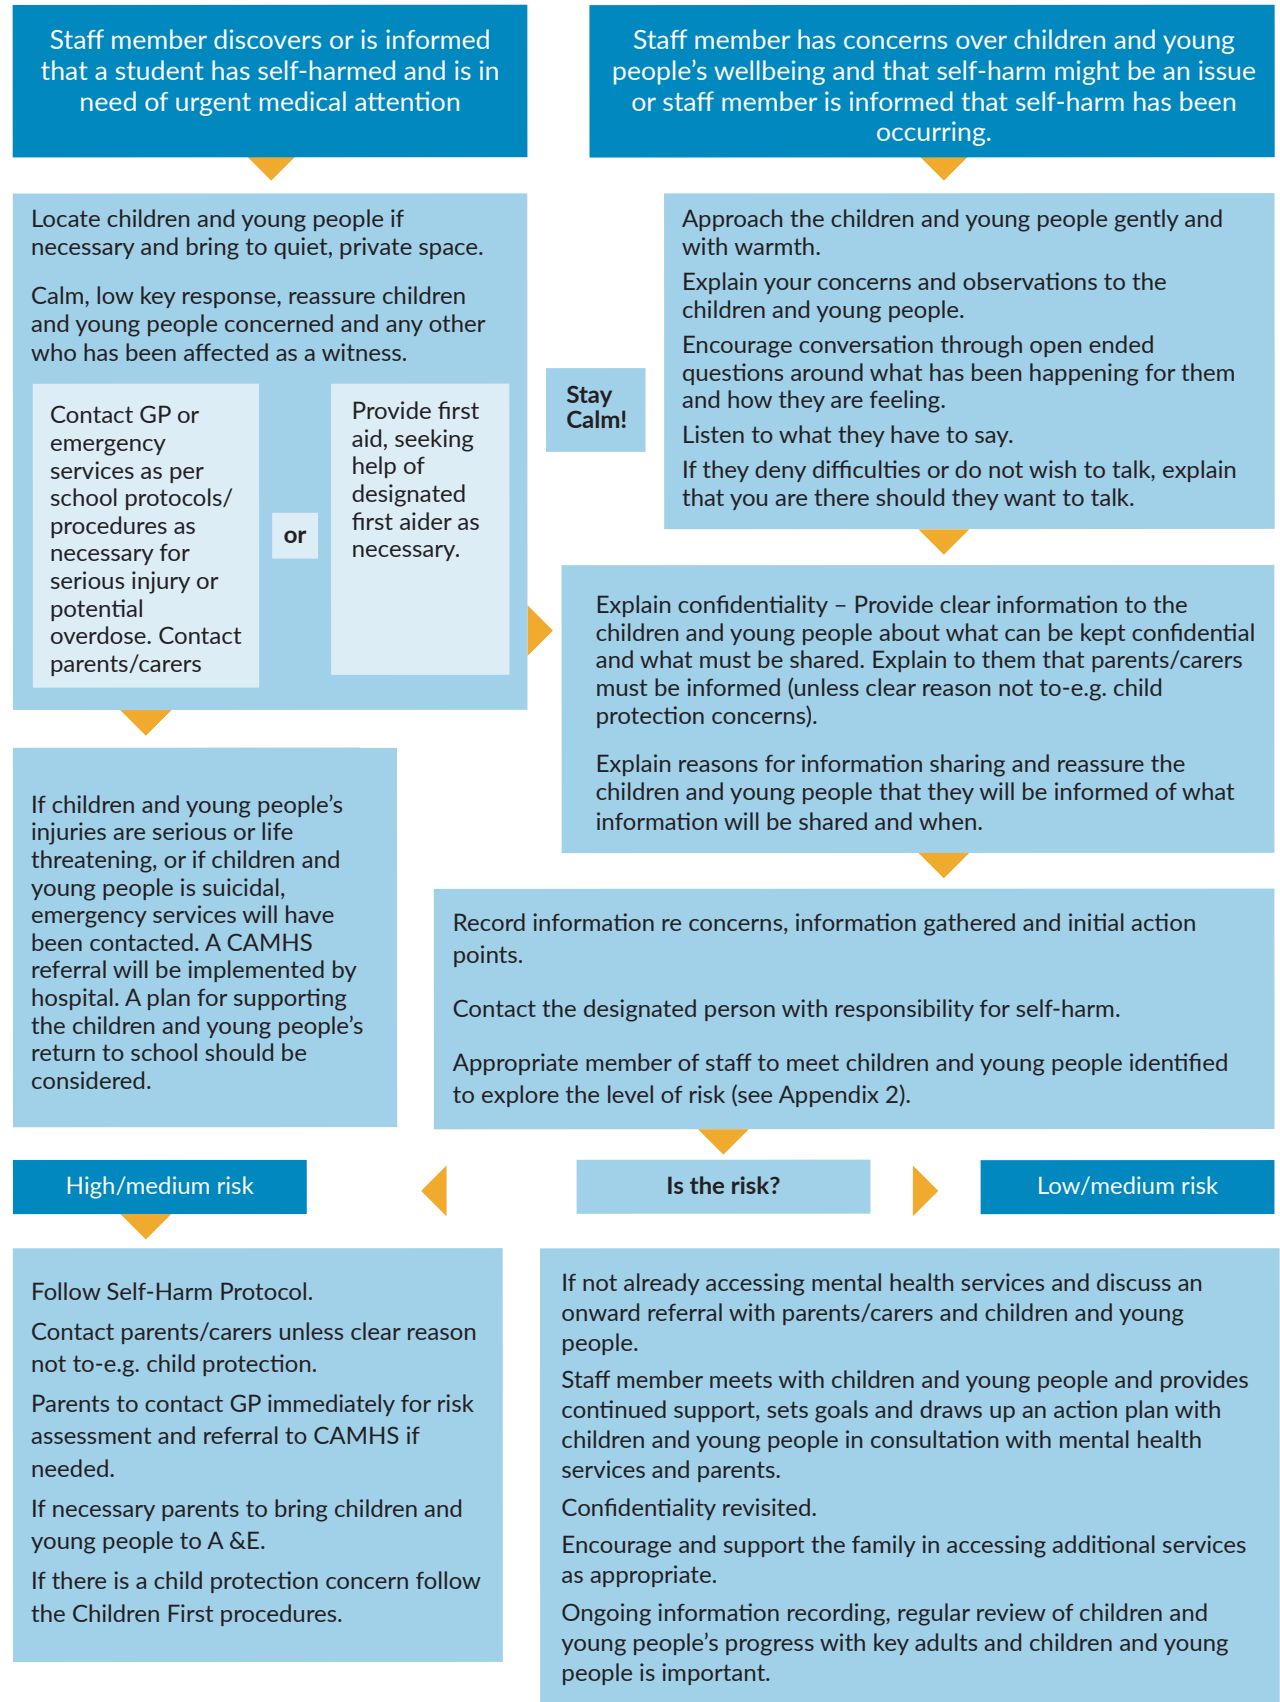 Staff member discovers or is informed
that a student has self-harmed and is in
need of urgent medical attention
Staff member has concerns over children and young
people's wellbeing and that self-harm might be an issue
or staff member is informed that self-harm has been
occurring.
Locate children and young people if
necessary and bring to quiet, private space.
Calm, low key response, reassure children
and young people concerned and any other
who has been affected as a witness.
Contact GP or
emergency
services as per
school protocols/
procedures as
necessary for
serious injury or
potential
overdose. Contact
parents/carers
or
Provide first
aid, seeking
help of
designated
first aider as
necessary.
Stay
Calm!
Approach the children and young people gently and
with warmth.
Explain your concerns and observations to the
children and young people.
Encourage conversation through open ended
questions around what has been happening for them
and how they are feeling.
Listen to what they have to say.
If they deny difficulties or do not wish to talk, explain
that you are there should they want to talk.
Explain confidentiality – Provide clear information to the
children and young people about what can be kept confidential
and what must be shared. Explain to them that parents/carers
must be informed (unless clear reason not to-e.g. child
protection concerns).
Explain reasons for information sharing and reassure the
children and young people that they will be informed of what
information will be shared and when.
If children and young people's
injuries are serious or life
threatening, or if children and
young people is suicidal,
emergency services will have
been contacted. A CAMHS
referral will be implemented by
hospital. A plan for supporting
the children and young people's
return to school should be
considered.
Record information re concerns, information gathered and initial action
points.
Contact the designated person with responsibility for self-harm.
Appropriate member of staff to meet children and young people identified
to explore the level of risk (see Appendix 2).
High/medium risk
Is the risk?
Low/medium risk
Follow Self-Harm Protocol.
Contact parents/carers unless clear reason
not to-e.g. child protection.
Parents to contact GP immediately for risk
assessment and referral to CAMHS if
needed.
If necessary parents to bring children and
young people to A &E.
If there is a child protection concern follow
the Children First procedures.
If not already accessing mental health services and discuss an
onward referral with parents/carers and children and young
people.
Staff member meets with children and young people and provides
continued support, sets goals and draws up an action plan with
children and young people in consultation with mental health
services and parents.
Confidentiality revisited.
Encourage and support the family in accessing additional services
as appropriate.
Ongoing information recording, regular review of children and
young people's progress with key adults and children and young
people is important.